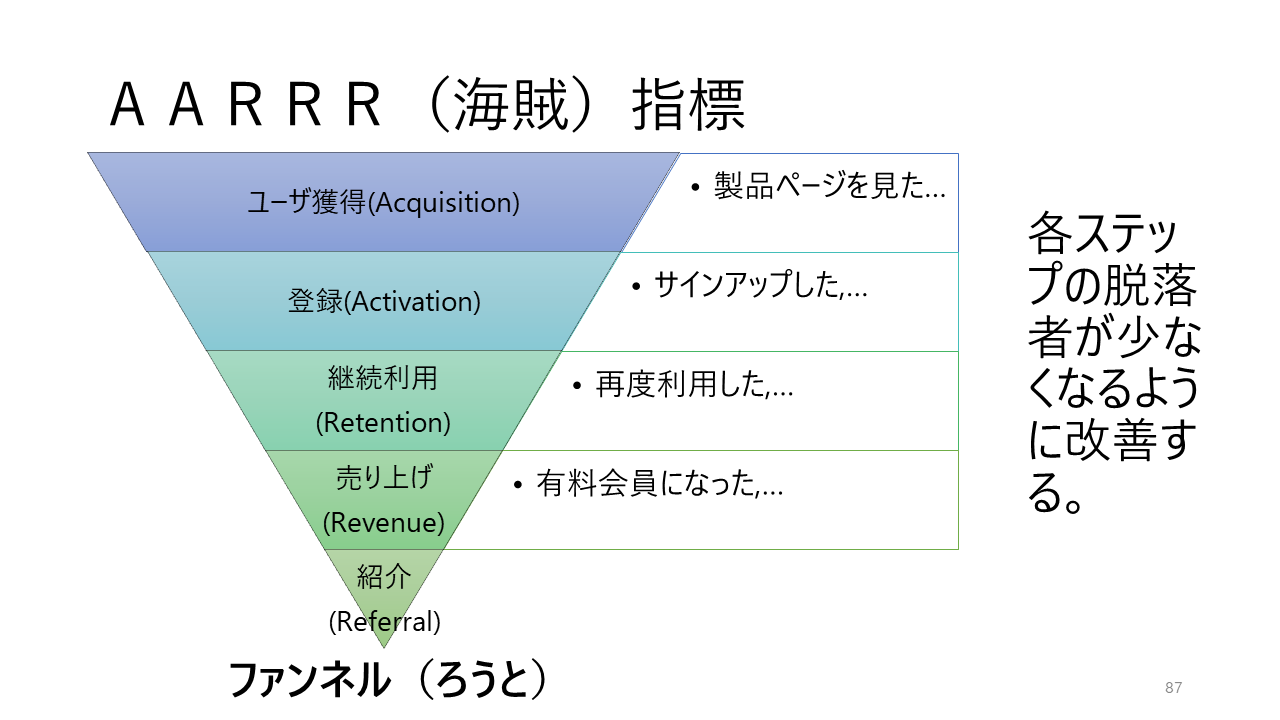 ＡＡＲＲＲ（海賊）指標
ユーザ獲得(Acquisition)
• 製品ページを見た...
登録(Activation)
• サインアップした,...
継続利用
(Retention)
• 再度利用した,...
売り上げ
(Revenue)
• 有料会員になった,...
紹介
(Referral)
ファンネル（ろうと）
各ステッ
プの脱落
者が少な
くなるよう
に改善す
る。
87